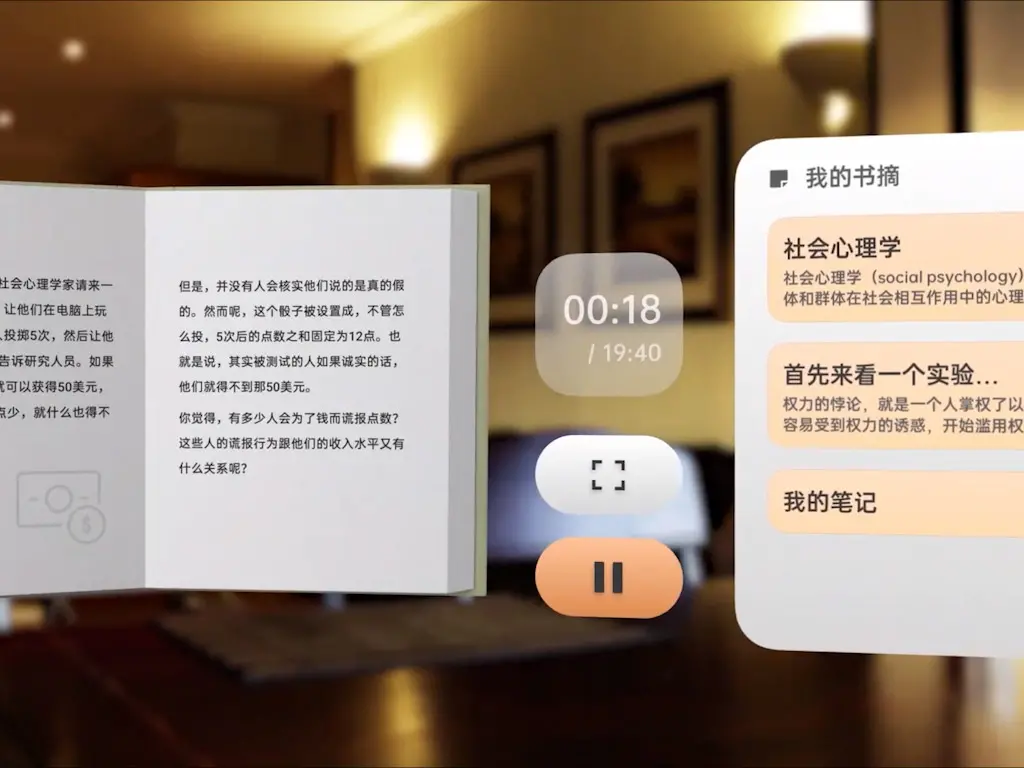 社会心理学家请来一
让他们在电脑上玩
投掷5次，然后让他
告诉研究人员。如果
可以获得50美元，
点少，就什么也得不
$
但是，并没有人会核实他们说的是真的假
的。然而呢，这个骰子被设置成，不管怎
么投，5次后的点数之和固定为12点。也
就是说，其实被测试的人如果诚实的话，
他们就得不到那50美元。
你觉得，有多少人会为了钱而谎报点数？
这些人的谎报行为跟他们的收入水平又有
什么关系呢？
00:18
/ 19:40
我的书摘
社会心理学
社会心理学（social psychology）
体和群体在社会相互作用中的心理
首先来看一个实验...
权力的悖论，就是一个人掌权了以
容易受到权力的诱惑，开始滥用权
我的笔记